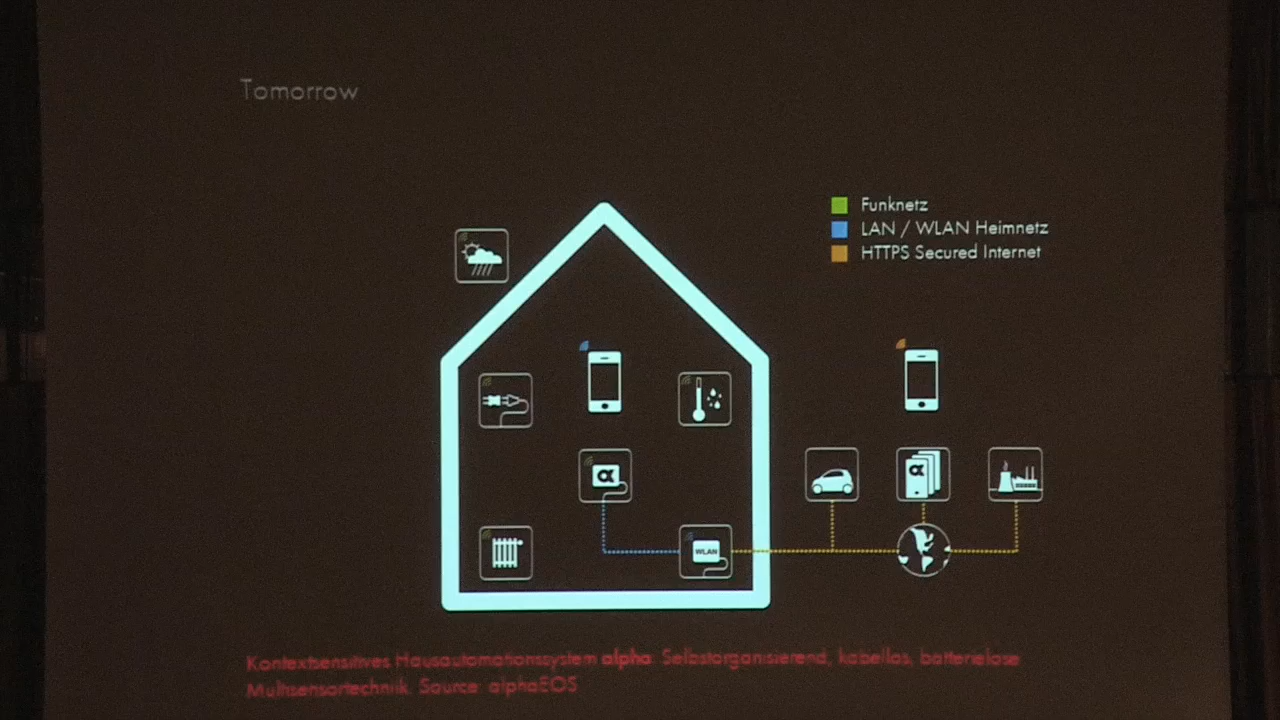 Tomorrow
Funknetz
LAN / WLAN Heimnetz
HTTPS Secured Internet
α
α
WLAN
Kontextsensitives Hausautomationssystem alpha. Selbstorganisierend, kabellos, batterielose
Multisensortechnik. Source: alphaEOS